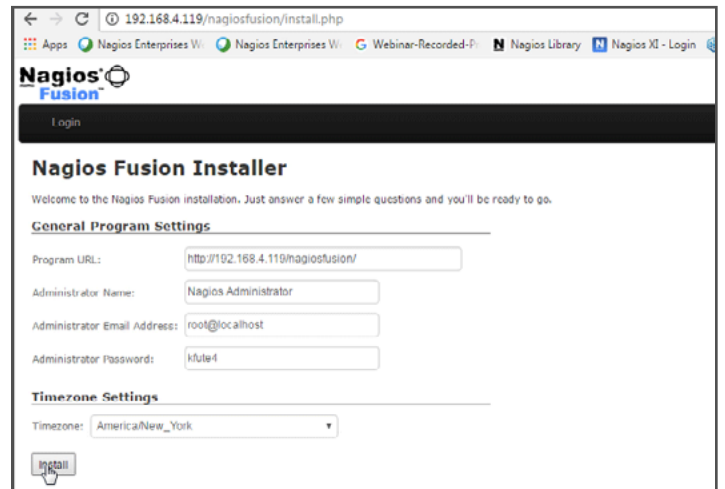 192.168.4.119/nagiosfusion/install.php
Apps Nagios Enterprises W Nagios Enterprises W Webinar-Recorded-P Nagios Library Nagios XI - Login
Nagios®
Fusion™
Login
Nagios Fusion Installer
Welcome to the Nagios Fusion installation. Just answer a few simple questions and you'll be ready to go.
General Program Settings
Program URL: http://192.168.4.119/nagiosfusion/
Administrator Name: Nagios Administrator
Administrator Email Address: root@localhost
Administrator Password: kfute4
Timezone Settings
Timezone: America/New_York
Install